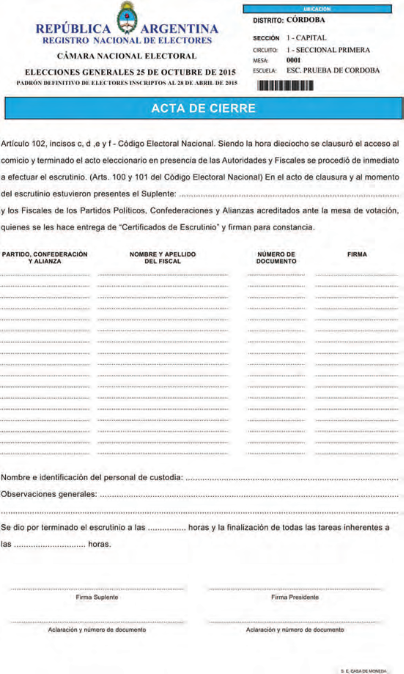 REPÚBLICA ARGENTINA
REGISTRO NACIONAL DE ELECTORES
CÁMARA NACIONAL ELECTORAL
ELECCIONES GENERALES 25 DE OCTUBRE DE 2015
PADRÓN DEFINITIVO DE ELECTORES INSCRIPTOS AL 28 DE ABRIL DE 2015
UBICACIÓN
DISTRITO: CÓRDOBA
SECCIÓN 1 - CAPITAL
CIRCUITO: 1 - SECCIONAL PRIMERA
MESA: 0001
ESCUELA: ESC. PRUEBA DE CORDOBA
ACTA DE CIERRE
Artículo 102, incisos c, d ,e y f - Código Electoral Nacional. Siendo la hora dieciocho se clausuró el acceso al
comicio y terminado el acto eleccionario en presencia de las Autoridades y Fiscales se procedió de inmediato
a efectuar el escrutinio. (Arts. 100 y 101 del Código Electoral Nacional) En el acto de clausura y al momento
del escrutinio estuvieron presentes el Suplente: ................
y los Fiscales de los Partidos Políticos, Confederaciones y Alianzas acreditados ante la mesa de votación,
quienes se les hace entrega de "Certificados de Escrutinio" y firman para constancia.
PARTIDO, CONFEDERACIÓN Y ALIANZA
NOMBRE Y APELLIDO DEL FISCAL
NÚMERO DE DOCUMENTO
FIRMA
Nombre e identificación del personal de custodia: ................
Observaciones generales: ................
Se dio por terminado el escrutinio a las ................ horas y la finalización de todas las tareas inherentes a
las ................ horas.
Firma Suplente
Firma Presidente
Aclaración y número de documento
Aclaración y número de documento